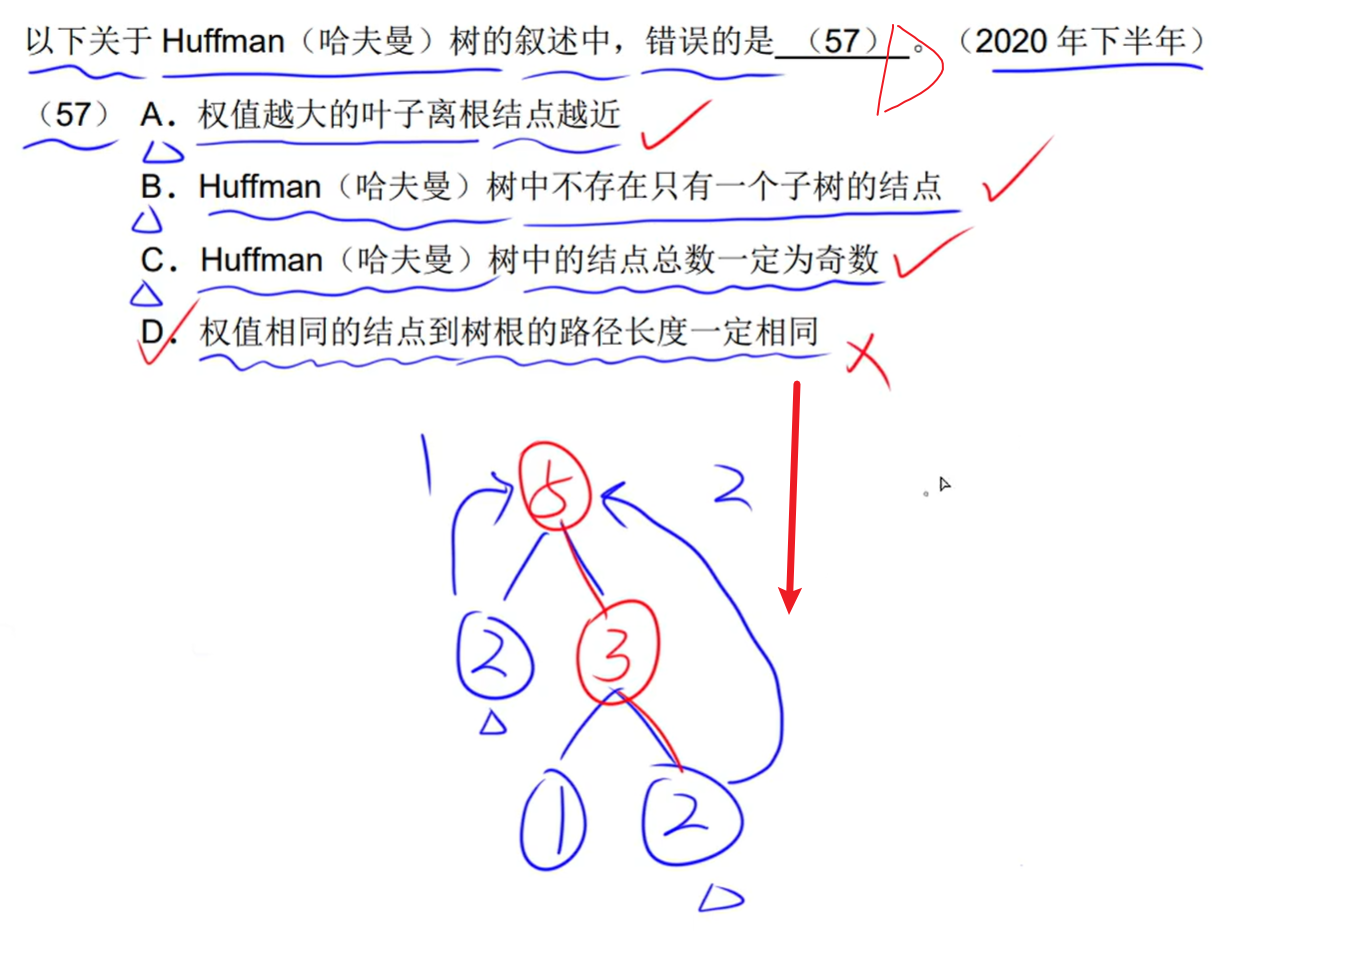 以下关于 Huffman（哈夫曼）树的叙述中，错误的是 （57） 。（2020 年下半年）
（57） A． 权值越大的叶子离根结点越近
B． Huffman（哈夫曼）树中不存在只有一个子树的结点
C． Huffman（哈夫曼）树中的结点总数一定为奇数
D． 权值相同的结点到树根的路径长度一定相同
1 5 2
2 3
1 2